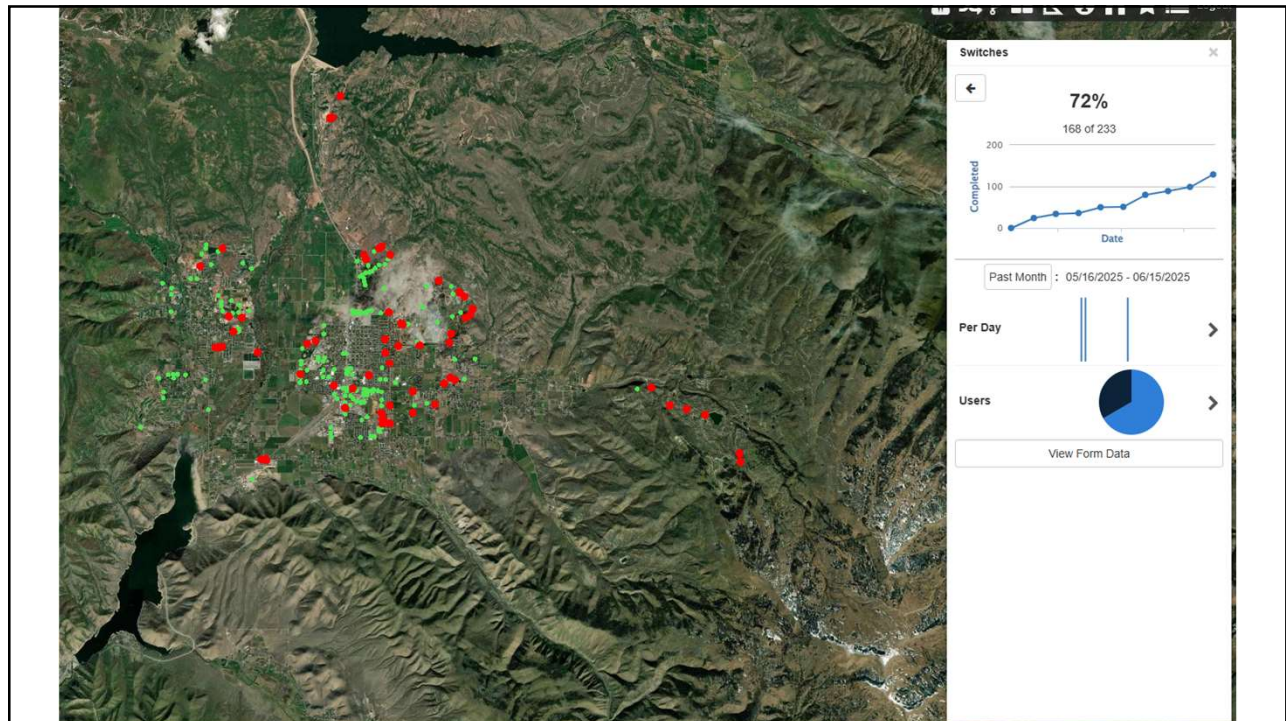 Switches
72%
168 of 233
200
100
0
Completed
Date
Past Month : 05/16/2025 - 06/15/2025
Per Day
Users
View Form Data